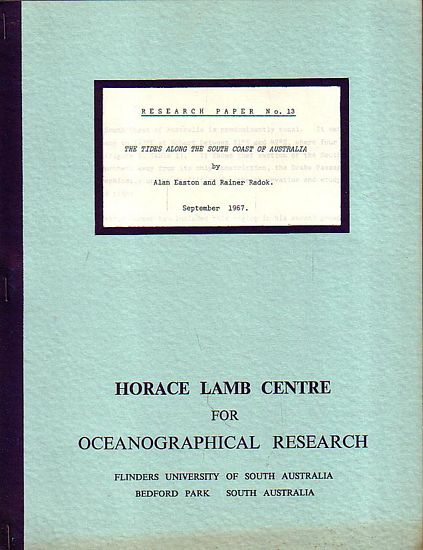 RESEARCH PAPER No. 13
THE TIDES ALONG THE SOUTH COAST OF AUSTRALIA
by
Alan Easton and Rainer Radok.
September 1967.
HORACE LAMB CENTRE
FOR
OCEANOGRAPHICAL RESEARCH
FLINDERS UNIVERSITY OF SOUTH AUSTRALIA
BEDFORD PARK SOUTH AUSTRALIA